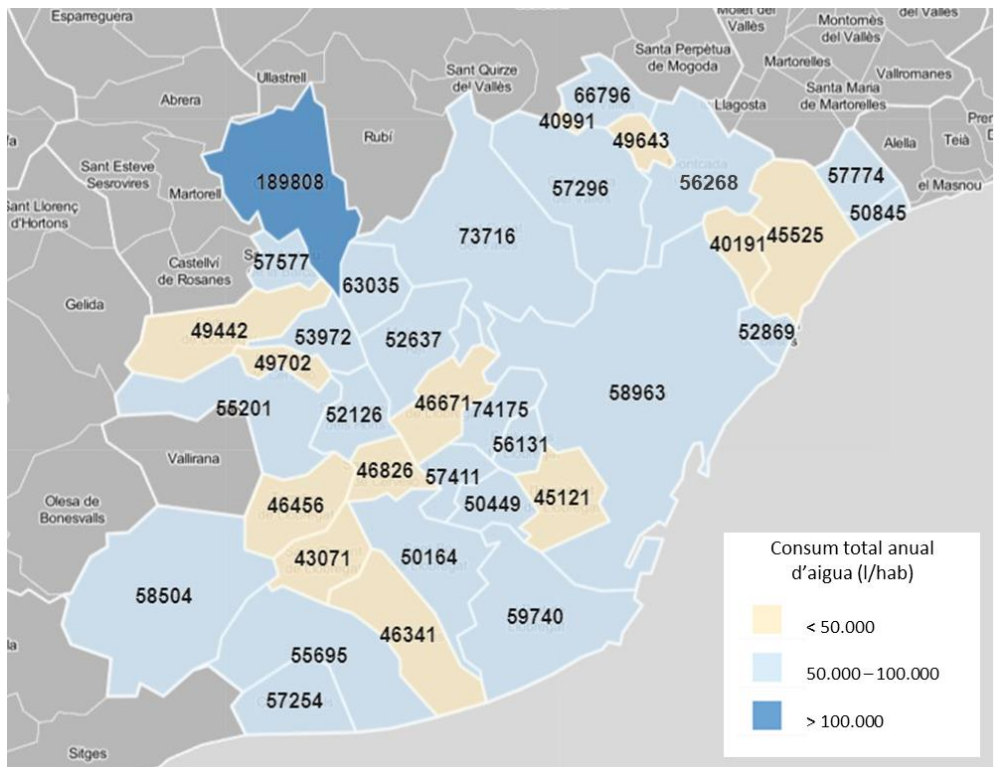 Esparreguera
Mollet del
Vallès
Montornès
del Vallès
del Vallès
Santa Perpètua
de Mogoda
Martorelles
Vallromanes
Ullastrell
Sant Quirze
del Vallès
Abrera
Santa Maria
de Martorelles
Llagosta
66796
40991
Rubí
49643
Alella
Teià
Sant Esteve
Sesrovires
Martorell
189808
57296
56268
57774
el Masnou
Sant Llorenç
d'Hortons
50845
73716
40191
45525
Castellví
de Rosanes
57577
63035
Gelida
49442
53972
52637
52869
49702
55201
52126
46671
74175
58963
56131
Vallirana
46826
57411
Olesa de
Bonesvalls
46456
50449
45121
43071
50164
58504
59740
46341
55695
57254
Sitges
Consum total anual
d'aigua (l/hab)
< 50.000
50.000 – 100.000
> 100.000